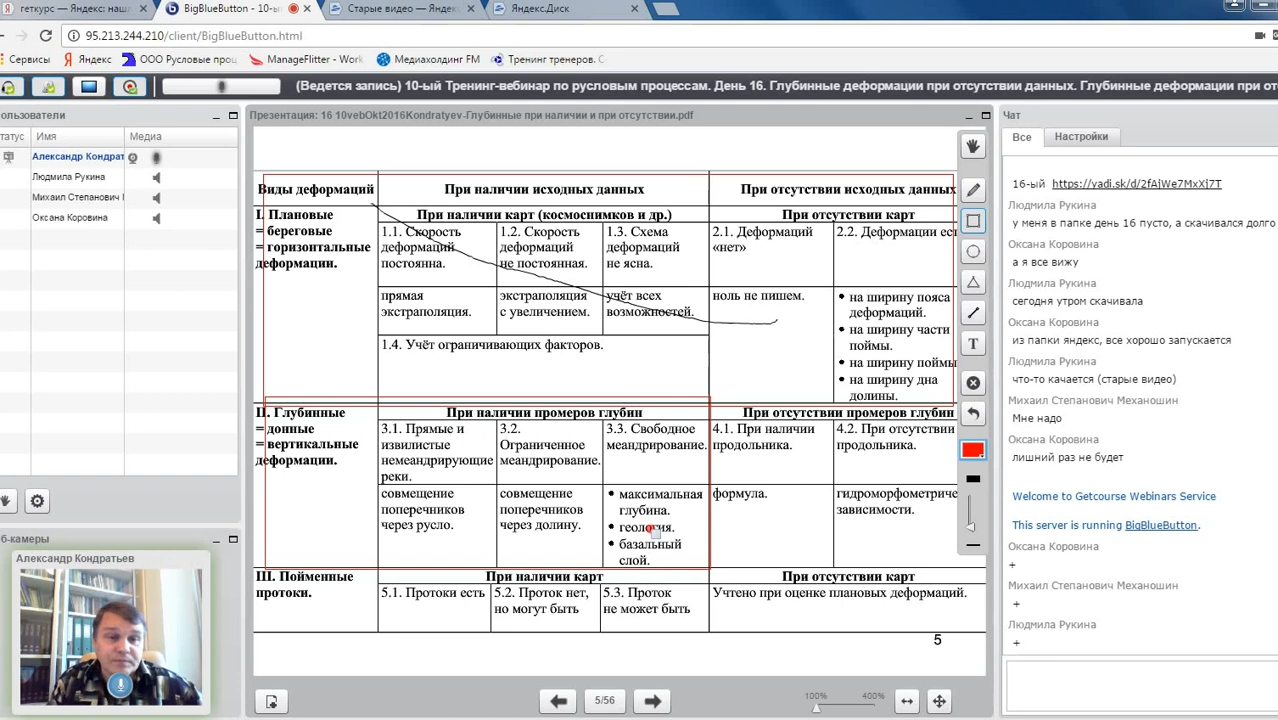 геткурс — Яндекс: наш
BigBlueButton - 10-ы
Старые видео — Яндекс
Яндекс.Диск
95.213.244.210/client/BigBlueButton.html
Сервисы
Яндекс
ООО Русловые проц
ManageFlitter - Work
Медиахолдинг FM
Тренинг тренеров. С
(Ведется запись) 10-ый Тренинг-вебинар по русловым процессам. День 16. Глубинные деформации при отсутствии данных. Глубинные деформации при от
ользователи
татус
Имя
Медиа
Александр Кондрат
Людмила Рукина
Михаил Степанович
Оксана Коровина
б-камеры
Александр Кондратьев
Презентация: 16 10vebOkt2016Kondratyev-Глубинные при наличии и при отсутствии.pdf
Виды деформаций
При наличии исходных данных
При отсутствии исходных данных
I. Плановые
= береговые
= горизонтальные
деформации.
При наличии карт (космоснимков и др.)
При отсутствии карт
1.1. Скорость
деформаций
постоянна.
1.2. Скорость
деформаций
не постоянная.
1.3. Схема
деформаций
не ясна.
2.1. Деформаций
«нет»
2.2. Деформации ес
прямая
экстраполяция.
экстраполяция
с увеличением.
учёт всех
возможностей.
ноль не пишем.
• на ширину пояса
деформаций.
• на ширину части
поймы.
• на ширину поймы
• на ширину дна
долины.
1.4. Учёт ограничивающих факторов.
II. Глубинные
= донные
= вертикальные
деформации.
При наличии промеров глубин
При отсутствии промеров глубин
3.1. Прямые и
извилистые
немеандрирующие
реки.
3.2.
Ограниченное
меандрирование.
3.3. Свободное
меандрирование.
4.1. При наличии
продольника.
4.2. При отсутствии
продольника.
совмещение
поперечников
через русло.
совмещение
поперечников
через долину.
• максимальная
глубина.
• геология.
• базальный
слой.
формула.
гидроморфометриче
зависимости.
III. Пойменные
протоки.
При наличии карт
При отсутствии карт
5.1. Протоки есть
5.2. Проток нет,
но могут быть
5.3. Проток
не может быть
Учтено при оценке плановых деформаций.
5
5/56
100%
400%
T
Чат
Все
Настройки
16-ый https://yadi.sk/d/2fAjWe7MxXj7T
Людмила Рукина
у меня в папке день 16 пусто, а скачивался долго
Оксана Коровина
а я все вижу
Людмила Рукина
сегодня утром скачивала
Оксана Коровина
из папки яндекс, все хорошо запускается
Людмила Рукина
что-то качается (старые видео)
Михаил Степанович Механошин
Мне надо
Оксана Коровина
лишний раз не будет
Welcome to Getcourse Webinars Service
This server is running BigBlueButton.
Оксана Коровина
+
Михаил Степанович Механошин
+
Людмила Рукина
+